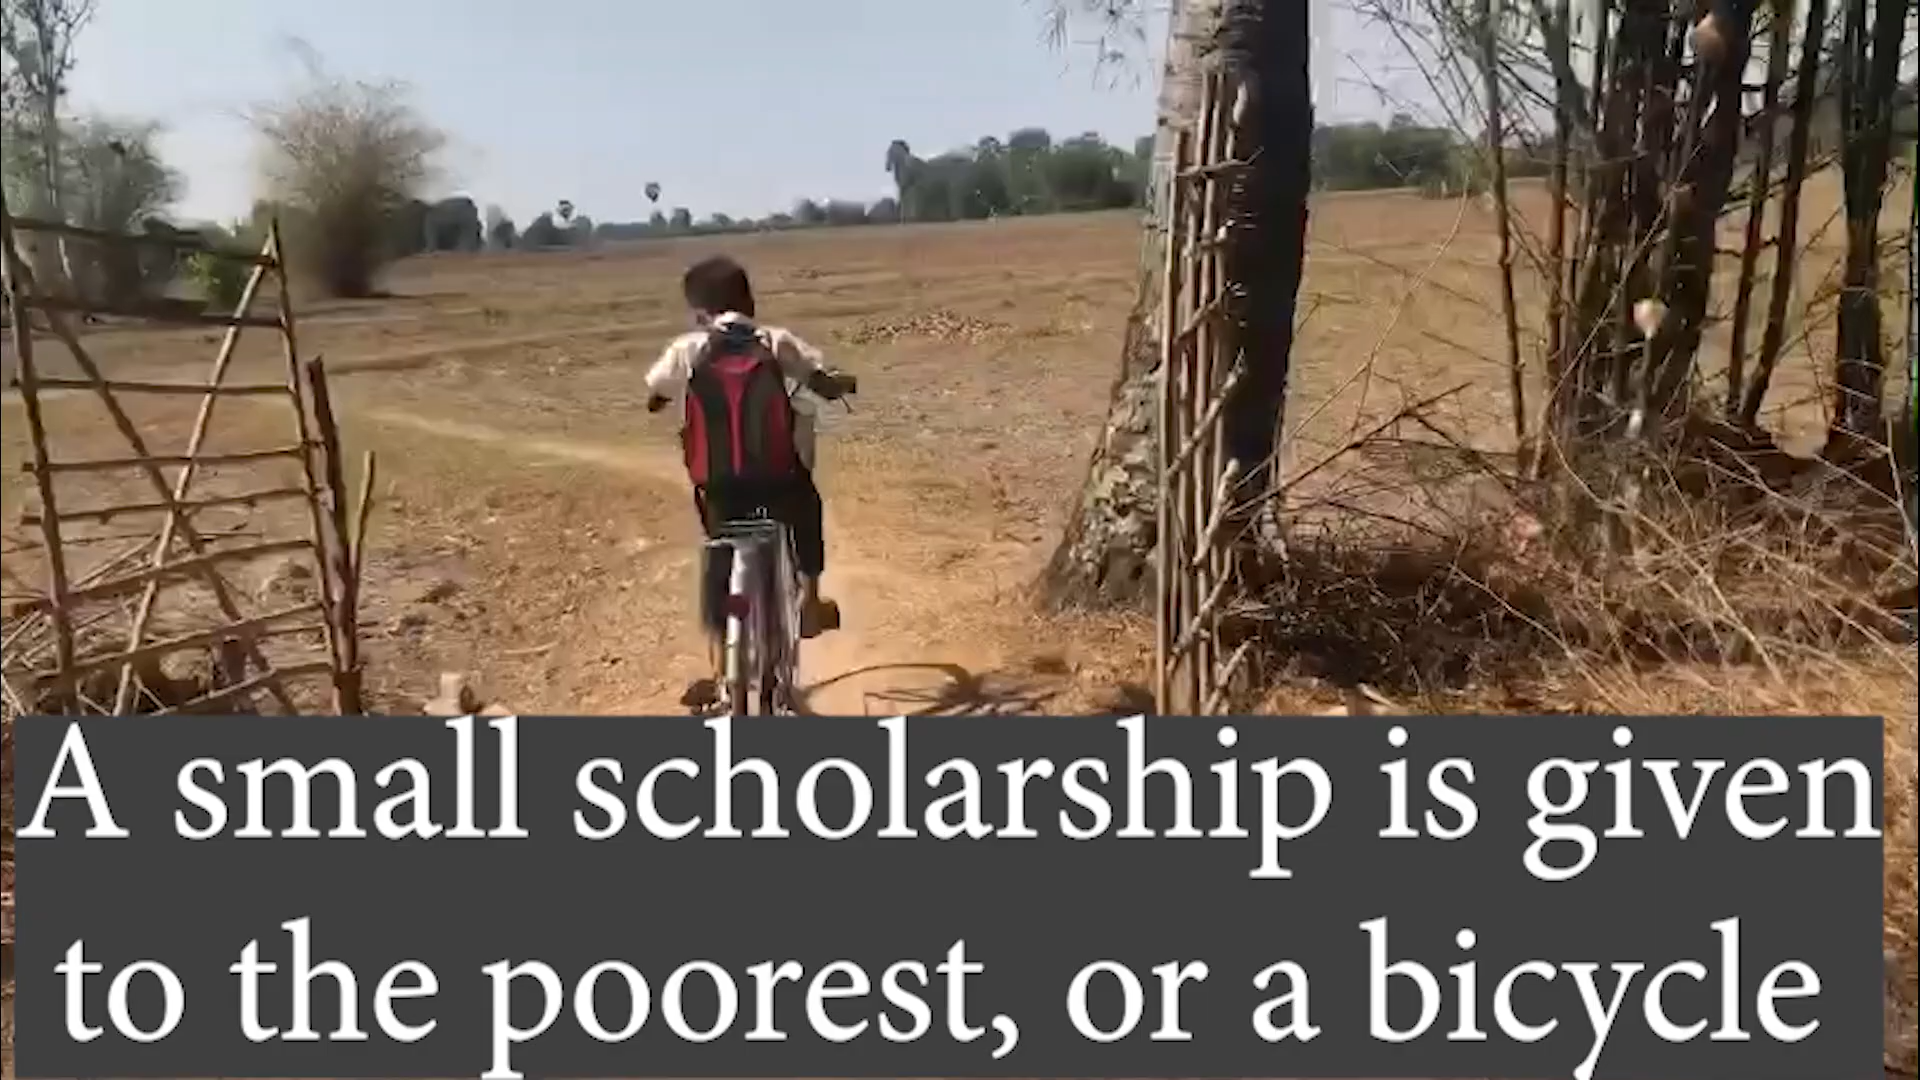 A small scholarship is given
to the poorest, or a bicycle